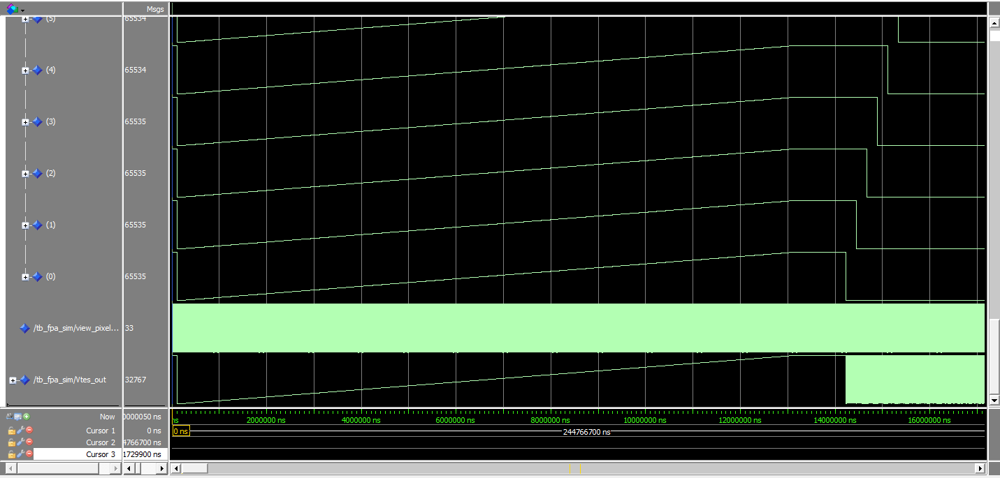 Msgs
(5) 65534
(4) 65534
(3) 65535
(2) 65535
(1) 65535
(0) 65535
/tb_fpa_sim/view_pixel... 33
/tb_fpa_sim/Vtes_out 32767
Now 0000050 ns ns 2000000 ns 4000000 ns 6000000 ns 8000000 ns 10000000 ns 12000000 ns 14000000 ns 16000000 ns
Cursor 1 0 ns 0 ns 244766700 ns
Cursor 2 4766700 ns
Cursor 3 1729900 ns